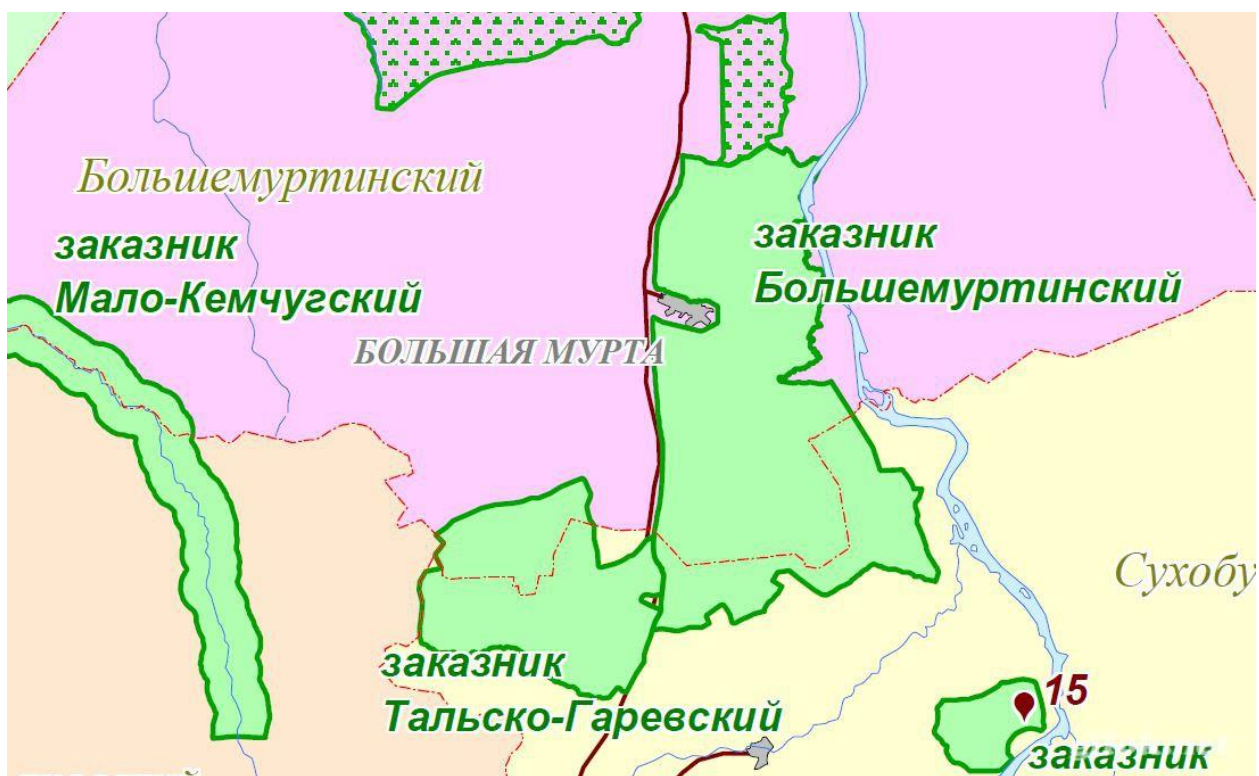 Большемуртинский
заказник
Мало-Кемчугский
заказник
Большемуртинский
БОЛЬШАЯ МУРТА
Сухобу
заказник
Тальско-Гаревский
15
заказник